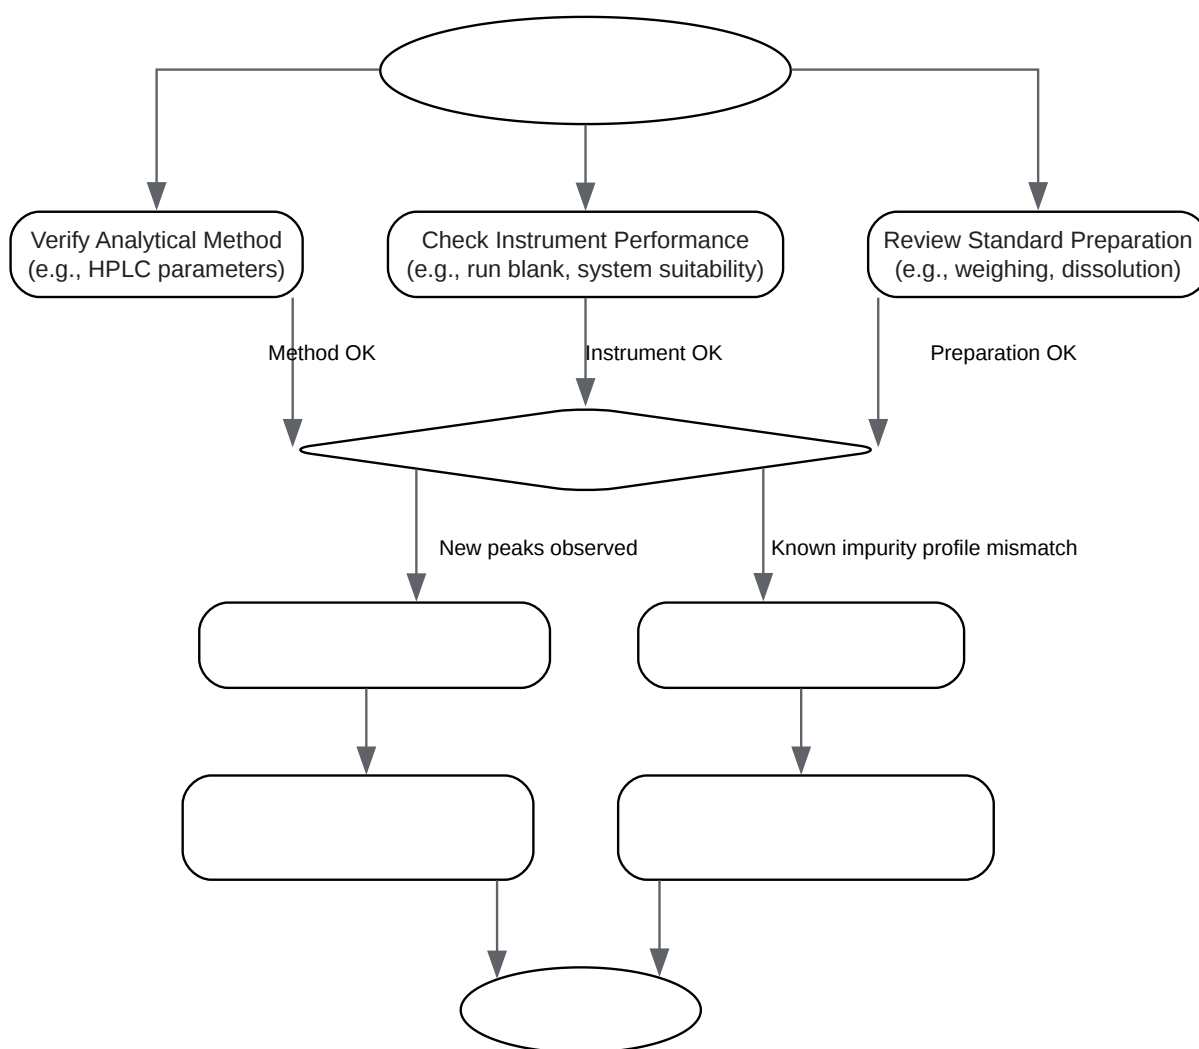 Verify Analytical Method
(e.g., HPLC parameters)
Check Instrument Performance
(e.g., run blank, system suitability)
Review Standard Preparation
(e.g., weighing, dissolution)
Method OK
Instrument OK
Preparation OK
New peaks observed
Known impurity profile mismatch